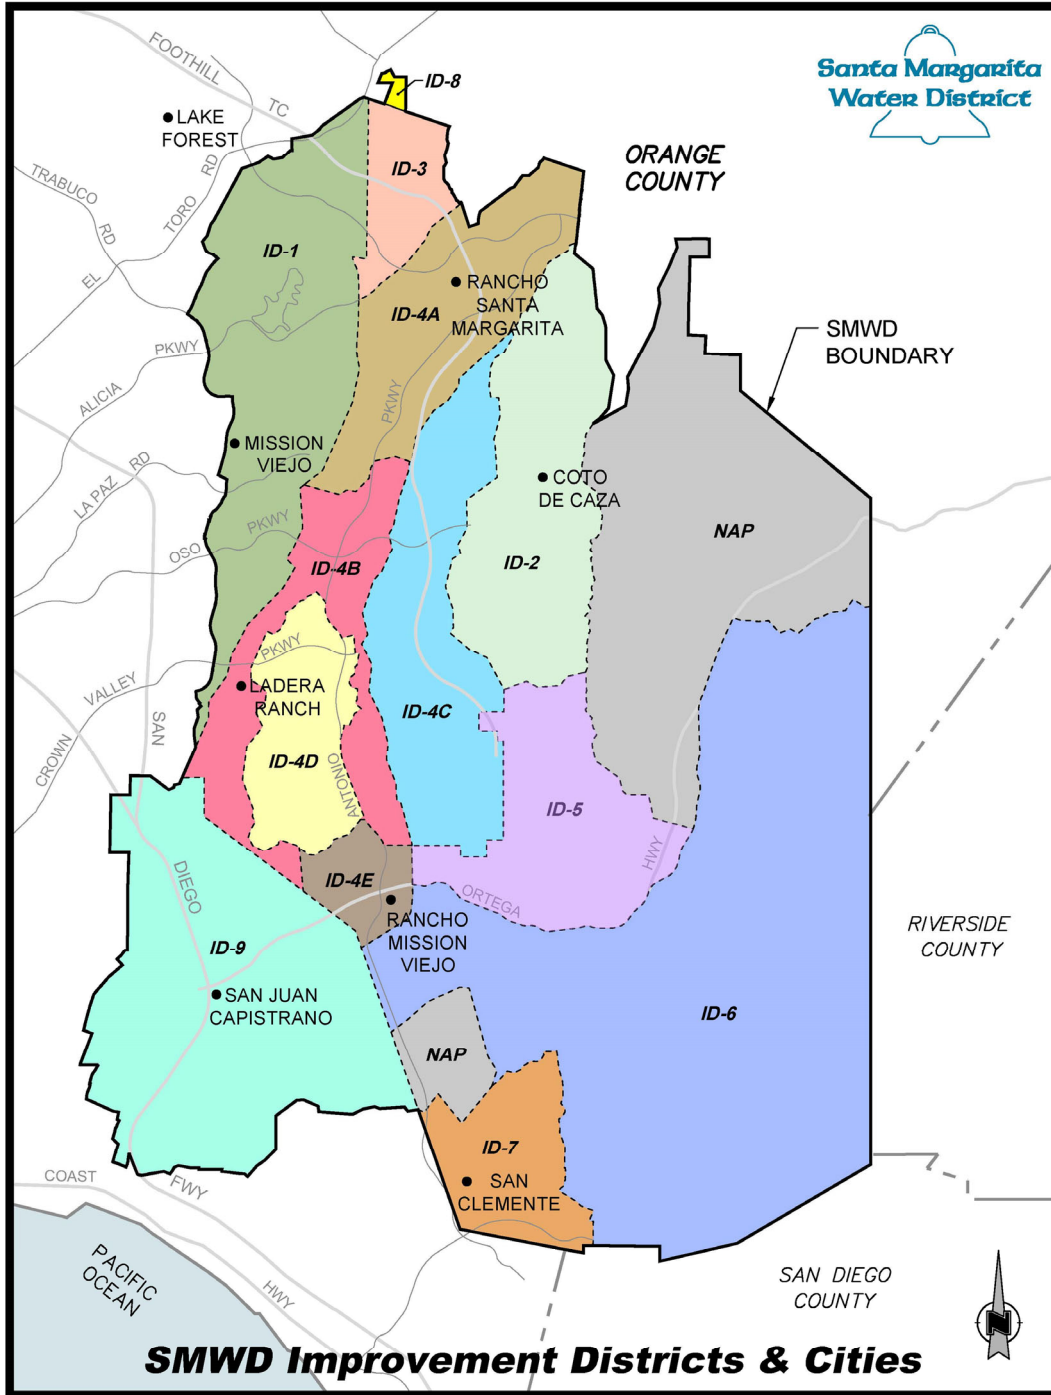 Santa Margarita
Water District
ID-8
FOOTHILL
TC
LAKE
FOREST
ORANGE
COUNTY
ID-3
TRABUCO
RD
TORO
RD
EL
ID-1
RANCHO
SANTA
MARGARITA
ID-4A
SMWD
BOUNDARY
PKWY
ALICIA
PKWY
MISSION
VIEJO
LA PAZ
RD
COTO
DE CAZA
NAP
OSO
PKWY
ID-4B
ID-2
PKWY
VALLEY
CROWN
LADERA
RANCH
SAN
ID-4C
ID-4D
ANTONIO
ID-5
HWY
DIEGO
ID-4E
ORTEGA
RANCHO
MISSION
VIEJO
RIVERSIDE
COUNTY
ID-9
SAN JUAN
CAPISTRANO
ID-6
NAP
ID-7
SAN
CLEMENTE
COAST
FWY
HWY
PACIFIC
OCEAN
SAN DIEGO
COUNTY
N
SMWD Improvement Districts & Cities